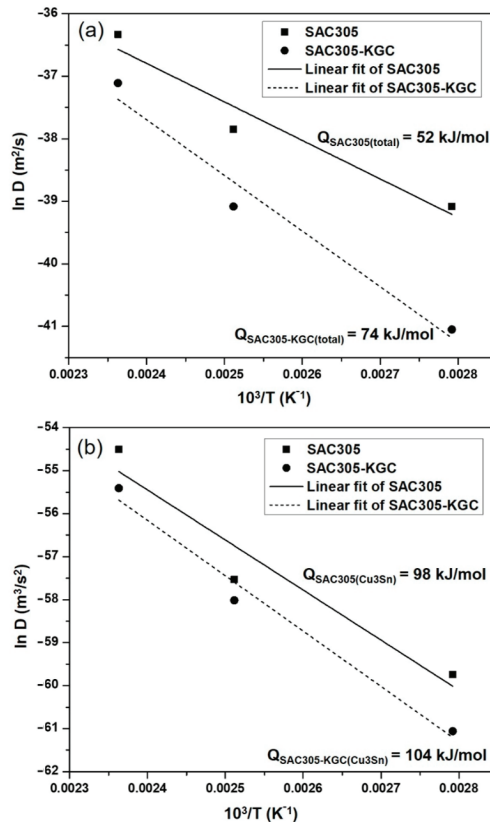 (a)
SAC305
SAC305-KGC
Linear fit of SAC305
Linear fit of SAC305-KGC
Q_SAC305(total) = 52 kJ/mol
Q_SAC305-KGC(total) = 74 kJ/mol
ln D (m²/s)
−36
−37
−38
−39
−40
−41
0.0023 0.0024 0.0025 0.0026 0.0027 0.0028
10³/T (K⁻¹)
(b)
SAC305
SAC305-KGC
Linear fit of SAC305
Linear fit of SAC305-KGC
Q_SAC305(Cu3Sn) = 98 kJ/mol
Q_SAC305-KGC(Cu3Sn) = 104 kJ/mol
ln D (m³/s²)
−54
−55
−56
−57
−58
−59
−60
−61
−62
0.0023 0.0024 0.0025 0.0026 0.0027 0.0028
10³/T (K⁻¹)